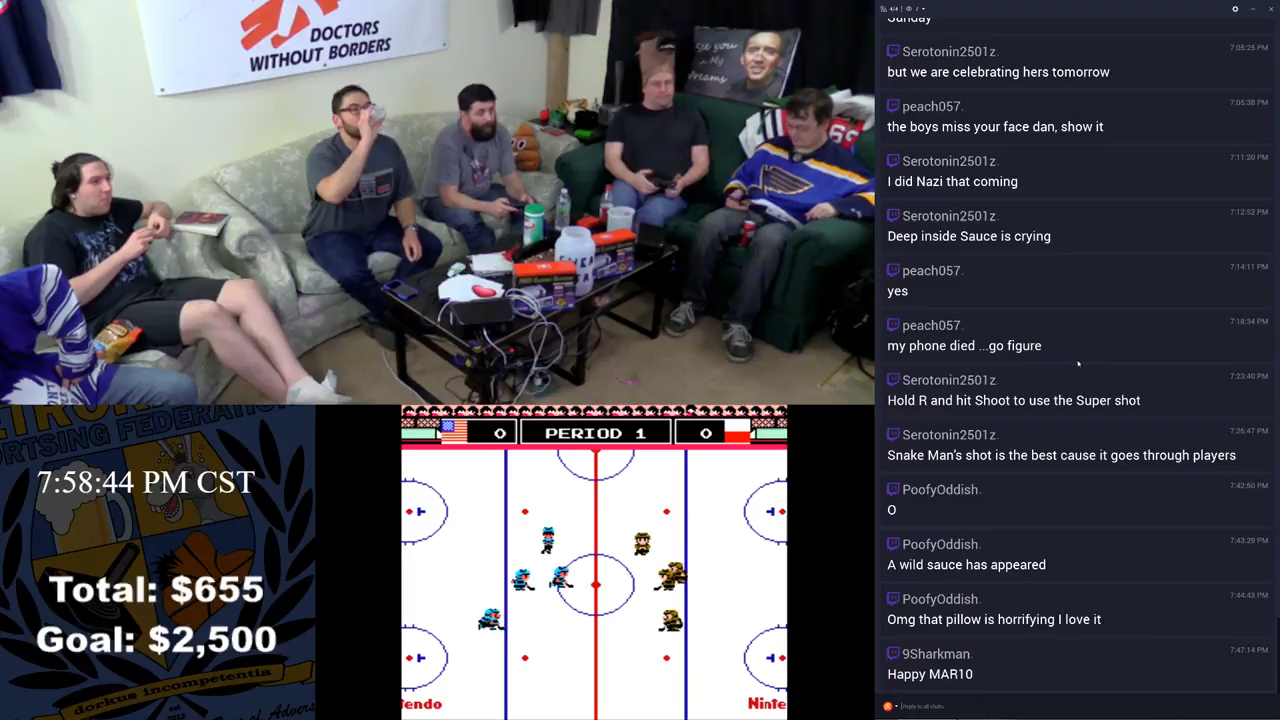 DOCTORS
WITHOUT BORDERS
See you
in My
Dreams
4/4
Sunday
Serotonin2501z. 7:05:25 PM
but we are celebrating hers tomorrow
peach057. 7:06:38 PM
the boys miss your face dan, show it
Serotonin2501z. 7:11:20 PM
I did Nazi that coming
Serotonin2501z. 7:12:52 PM
Deep inside Sauce is crying
peach057. 7:14:11 PM
yes
peach057. 7:18:34 PM
my phone died ...go figure
Serotonin2501z. 7:23:40 PM
Hold R and hit Shoot to use the Super shot
Serotonin2501z. 7:26:47 PM
Snake Man's shot is the best cause it goes through players
PoofyOddish. 7:42:50 PM
O
PoofyOddish. 7:43:29 PM
A wild sauce has appeared
PoofyOddish. 7:44:43 PM
Omg that pillow is horrifying I love it
9Sharkman. 7:47:14 PM
Happy MAR10
Reply to all chats
7:58:44 PM CST
Total: $655
Goal: $2,500
dorkus incompetentia
0 PERIOD 1 0
tendo
Ninte